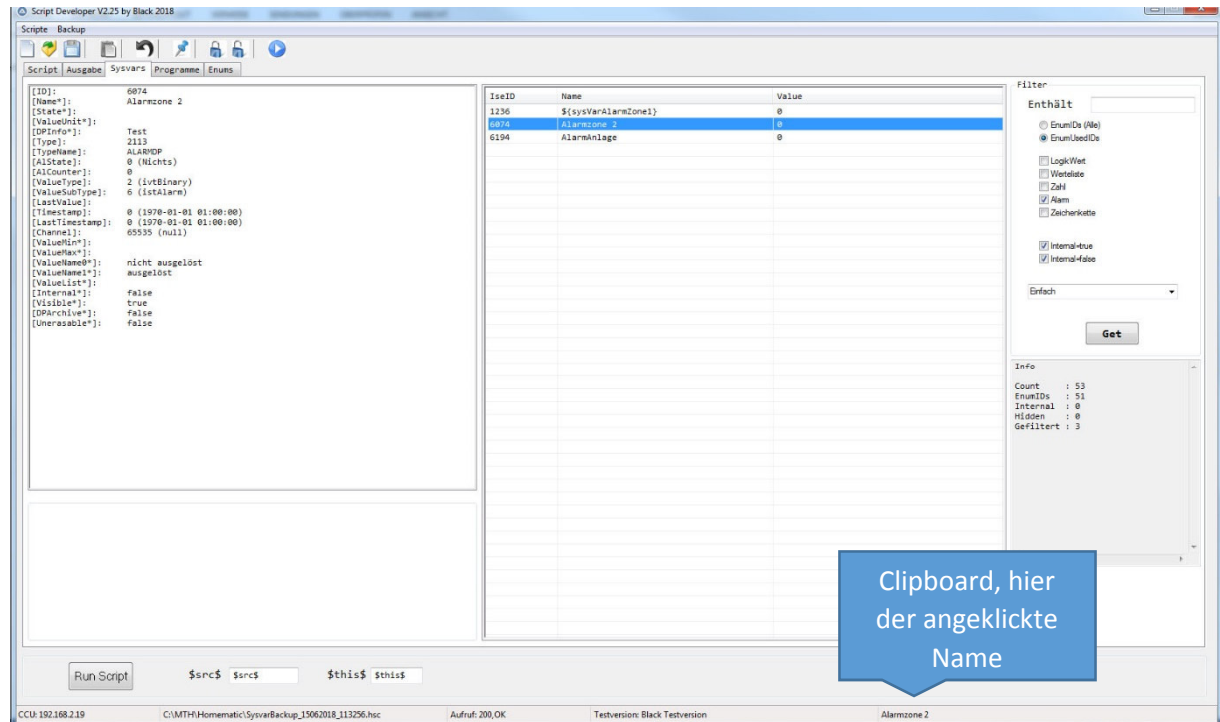 Script Developer V2.25 by Black 2018
Scripte Backup
Script Ausgabe Sysvars Programme Enums
[ID]: 6074
[Name*]: Alarmzone 2
[State*]:
[ValueUnit*]:
[DPInfo*]: Test
[Type]: 2113
[TypeName]: ALARMDP
[AlState]: 0 (Nichts)
[AlCounter]: 0
[ValueType]: 2 (ivtBinary)
[ValueSubType]: 6 (istAlarm)
[LastValue]:
[Timestamp]: 0 (1970-01-01 01:00:00)
[LastTimestamp]: 0 (1970-01-01 01:00:00)
[Channel]: 65535 (null)
[ValueMin*]:
[ValueMax*]:
[ValueName0*]: nicht ausgelöst
[ValueName1*]: ausgelöst
[ValueList*]:
[Internal*]: false
[Visible*]: true
[DPArchive*]: false
[Unerasable*]: false
IseID Name Value
1236 ${sysVarAlarmZone1} 0
6074 Alarmzone 2 0
6194 AlarmAnlage 0
Filter
Enthält
EnumIDs (Alle)
EnumUsedIDs
LogikWert
Werteliste
Zahl
Alarm
Zeichenkette
Internal=true
Internal=false
Einfach
Get
Info
Count : 53
EnumIDs : 51
Internal : 0
Hidden : 0
Gefiltert : 3
Clipboard, hier
der angeklickte
Name
Run Script $src$ $src$ $this$ $this$
CCU: 192.168.2.19 C:\MTH\Homematic\SysvarBackup_15062018_113256.hsc Aufruf: 200,OK Testversion: Black Testversion Alarmzone 2